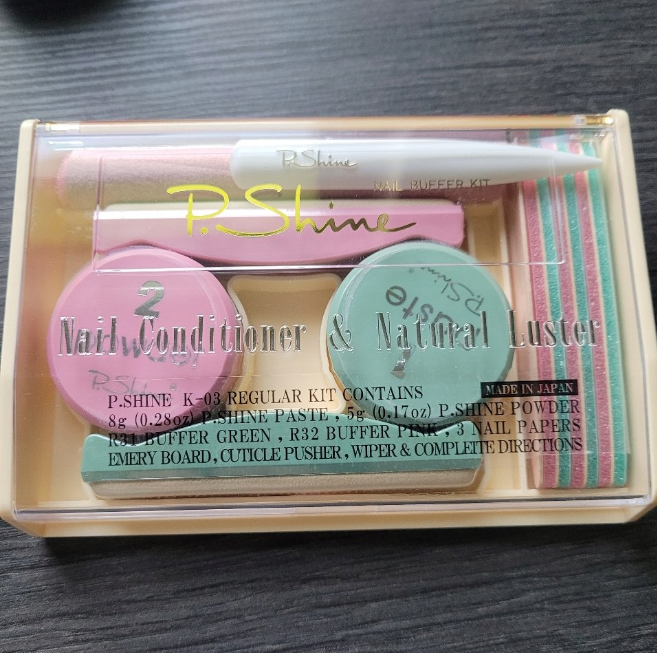 P.Shine
NAIL BUFFER KIT
P.Shine
2
P.Shine
Paste
Nail Conditioner & Natural Luster
P.Shine
P.SHINE K-03 REGULAR KIT CONTAINS
MADE IN JAPAN
8g (0.28oz) P.SHINE PASTE , 5g (0.17oz) P.SHINE POWDER
R31 BUFFER GREEN , R32 BUFFER PINK , 3 NAIL PAPERS
EMERY BOARD, CUTICLE PUSHER, WIPER & COMPLEITE DIRECTIONS